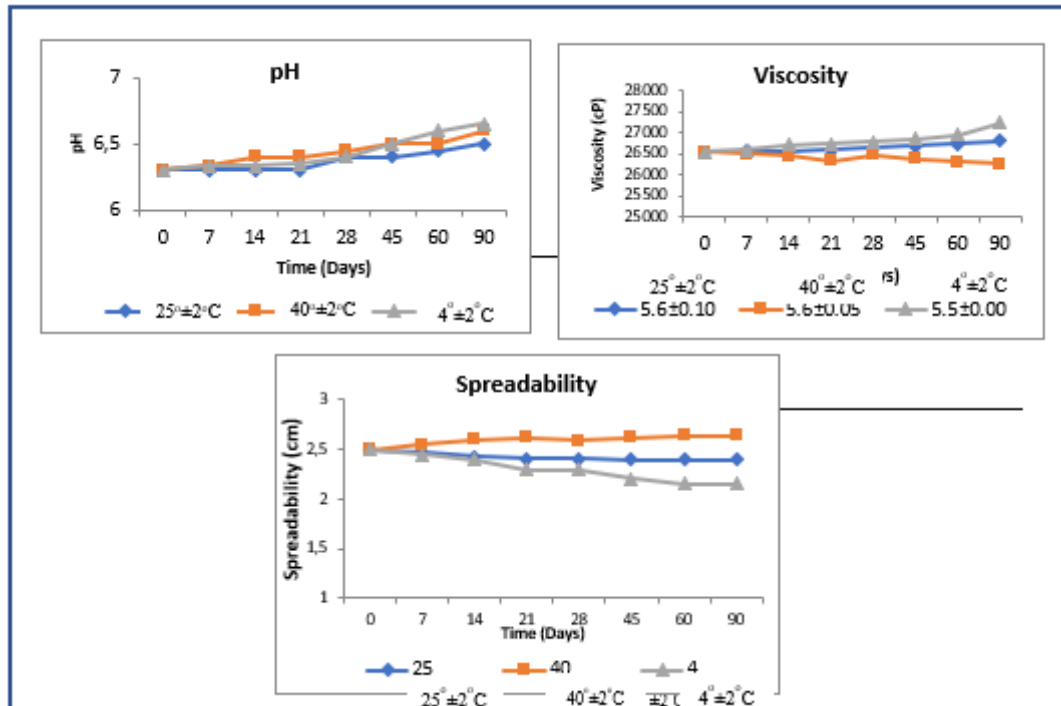 pH
7
6,5
6
pH
0 7 14 21 28 45 60 90
Time (Days)
25°±2°C 40°±2°C 4°±2°C
Viscosity
28000
27500
27000
26500
26000
25500
25000
Viscosity (cP)
0 7 14 21 28 45 60 90
25°±2°C 40°±2°C rs) 4°±2°C
5.6±0.10 5.6±0.05 5.5±0.00
Spreadability
3
2,5
2
1,5
1
Spreadability (cm)
0 7 14 21 28 45 60 90
Time (Days)
25 40 4
25°±2°C 40°±2°C 4°±2°C